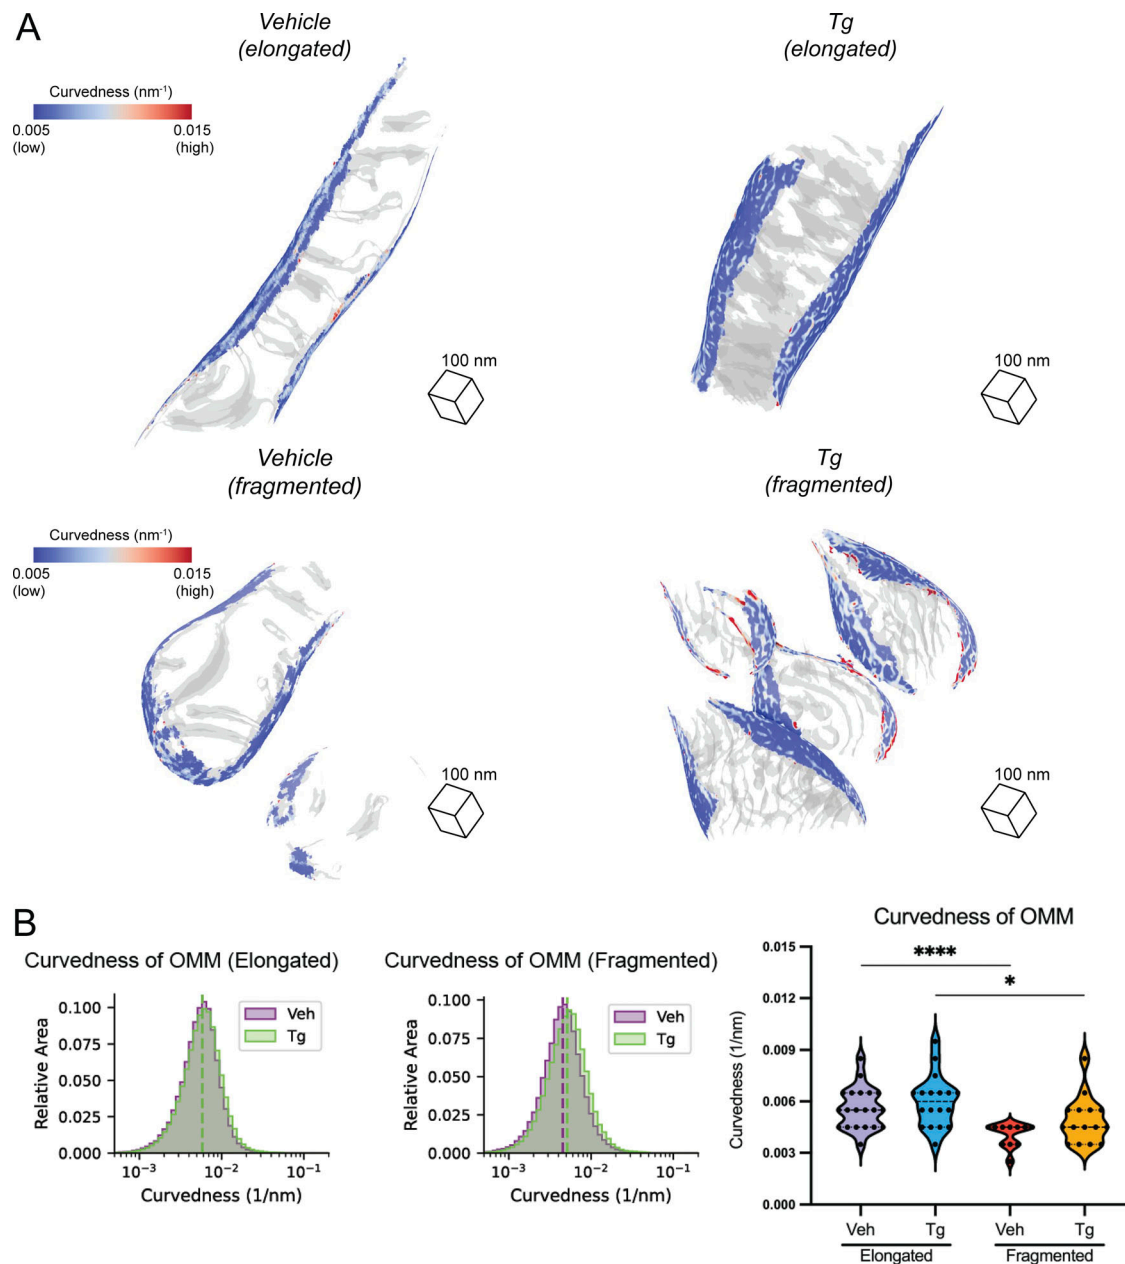 A
Vehicle
(elongated)
Tg
(elongated)
Curvedness (nm⁻¹)
0.005
(low)
0.015
(high)
100 nm
100 nm
Vehicle
(fragmented)
Tg
(fragmented)
Curvedness (nm⁻¹)
0.005
(low)
0.015
(high)
100 nm
100 nm
B
Curvedness of OMM (Elongated)
Relative Area
0.100
0.075
0.050
0.025
0.000
Veh
Tg
10⁻³
10⁻²
10⁻¹
Curvedness (1/nm)
Curvedness of OMM (Fragmented)
Relative Area
0.100
0.075
0.050
0.025
0.000
Veh
Tg
10⁻³
10⁻²
10⁻¹
Curvedness (1/nm)
Curvedness of OMM
Curvedness (1/nm)
0.015
0.012
0.009
0.006
0.003
0.000
****
*
Veh
Tg
Veh
Tg
Elongated
Fragmented